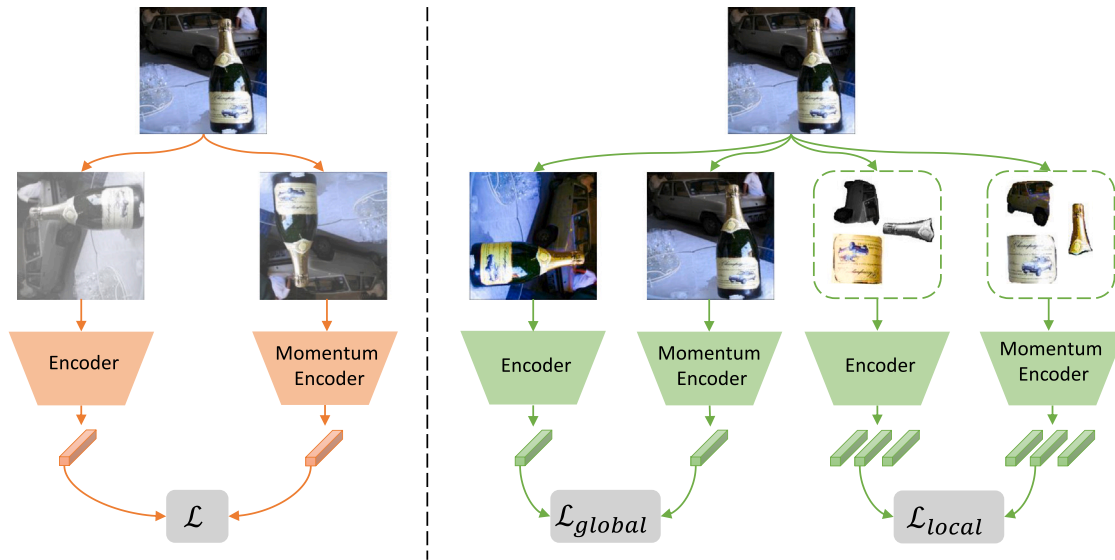 Encoder
Momentum
Encoder
ℒ
Encoder
Momentum
Encoder
Encoder
Momentum
Encoder
ℒglobal
ℒlocal